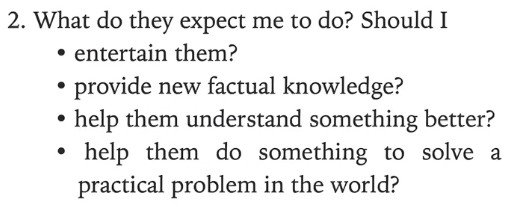 2. What do they expect me to do? Should I
• entertain them?
• provide new factual knowledge?
• help them understand something better?
• help them do something to solve a
practical problem in the world?